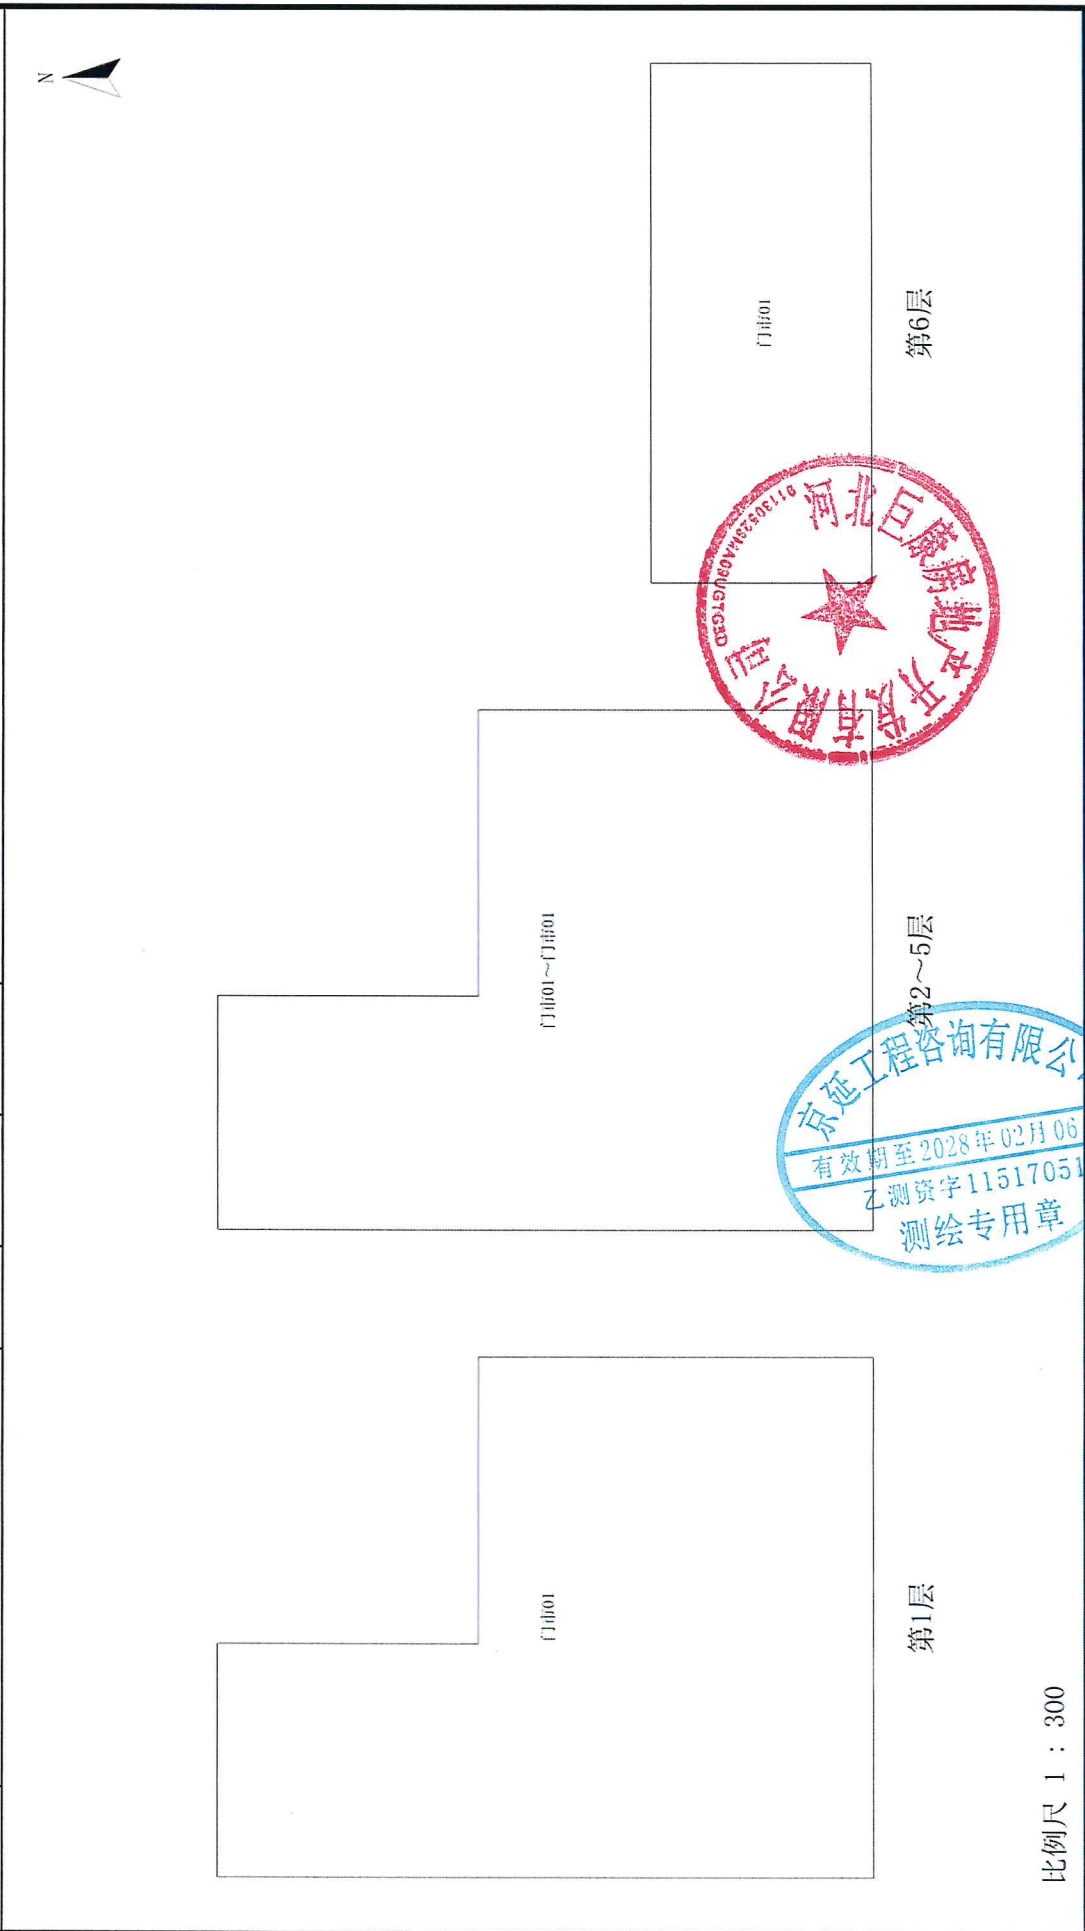 N
门市01
第1层
门市01～门市01
第2～5层
门市01
第6层
河北巨鹿房地产开发有限公司
京延工程咨询有限公
有效期至2028年02月06
乙测资字11517051
测绘专用章
比例尺 1 : 300